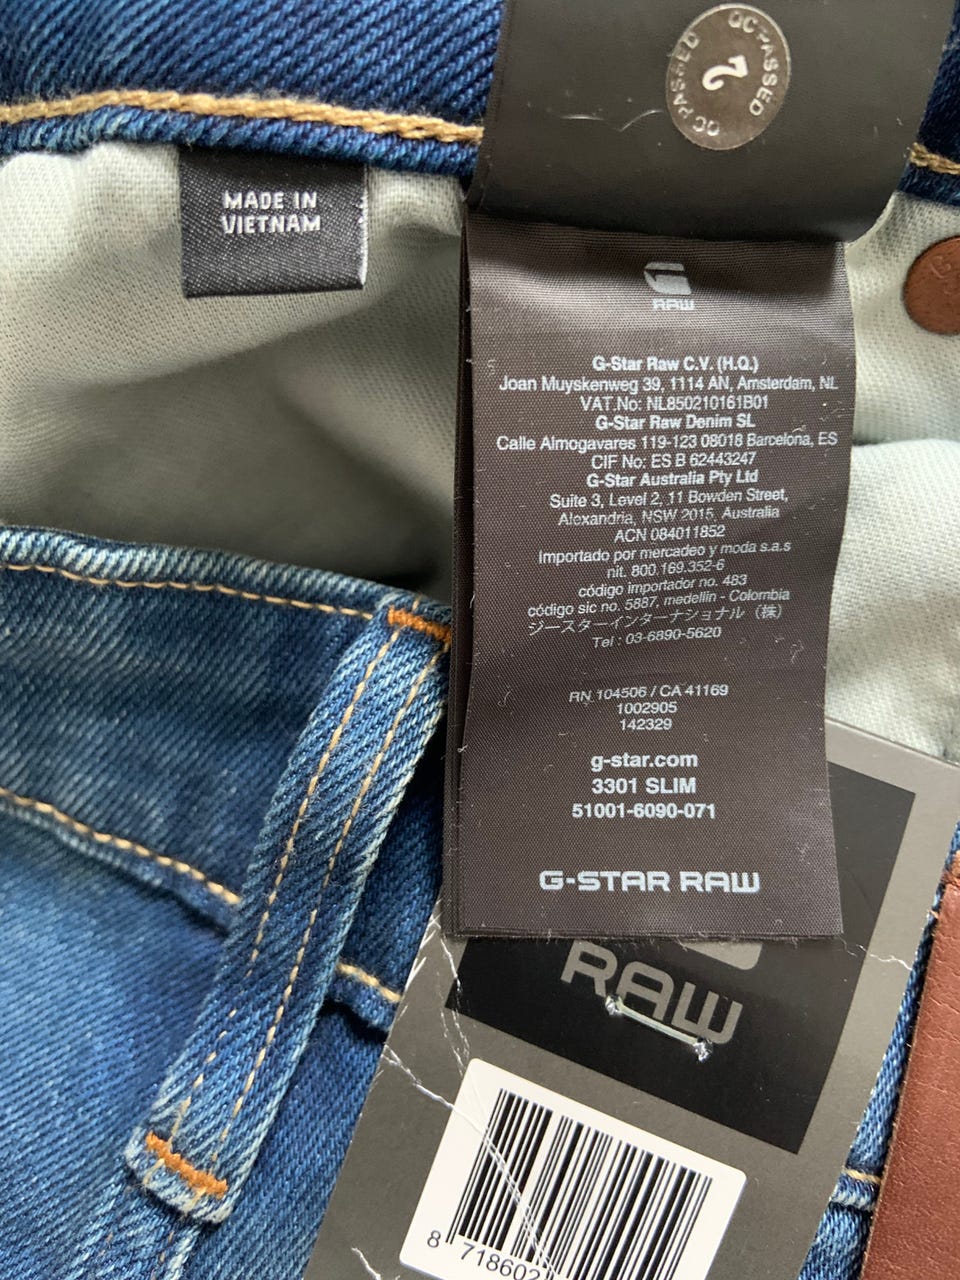 QC PASSED
QC PASSED
2
MADE IN
VIETNAM
RAW
G-Star Raw C.V. (H.Q.)
Joan Muyskenweg 39, 1114 AN, Amsterdam, NL
VAT.No: NL850210161B01
G-Star Raw Denim SL
Calle Almogavares 119-123 08018 Barcelona, ES
CIF No: ES B 62443247
G-Star Australia Pty Ltd
Suite 3, Level 2, 11 Bowden Street,
Alexandria, NSW 2015, Australia
ACN 084011852
Importado por mercadeo y moda s.a.s
nit. 800.169.352-6
código importador no. 483
código sic no. 5887, medellin - Colombia
ジースターインターナショナル（株）
Tel : 03-6890-5620
RN 104506 / CA 41169
1002905
142329
g-star.com
3301 SLIM
51001-6090-071
G-STAR RAW
RAW
8 718602